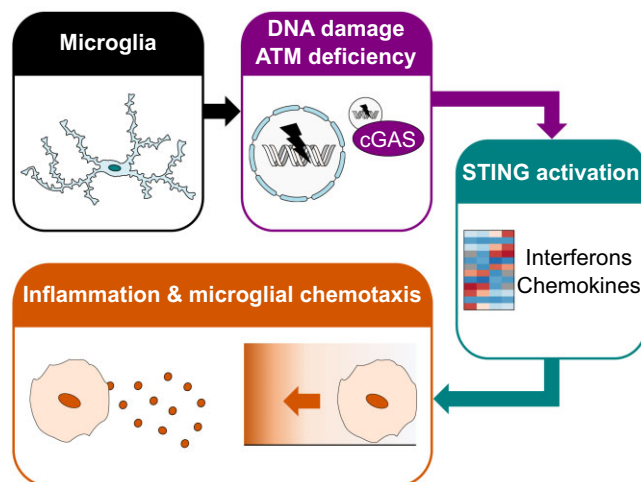 Microglia
DNA damage
ATM deficiency
cGAS
STING activation
Interferons
Chemokines
Inflammation & microglial chemotaxis